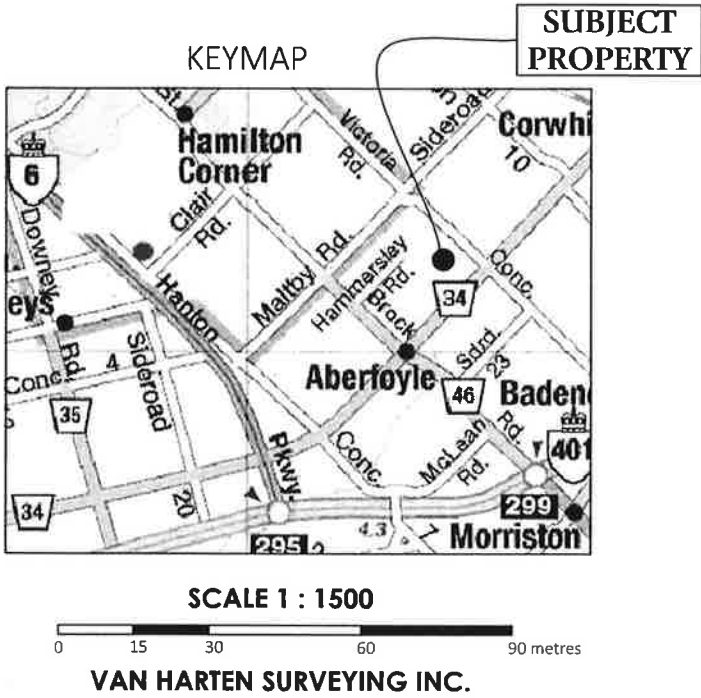 SUBJECT
PROPERTY
KEYMAP
St.
Hamilton
Corner
Victoria
Rd.
Sideroad
Corwhi
10
6
Clair
Rd.
Downey
Rd.
Hanlon
Pkwy.
Maltby Rd.
Hammersley
Rd.
Brock
Conc.
34
eys
Sideroad
20
4
Conc.
35
Aberfoyle
Sdrd.
23
46
Baden
Rd.
401
Conc.
McLean
Rd.
34
295
299
4.3
7
Morriston
SCALE 1 : 1500
0 15 30 60 90 metres
VAN HARTEN SURVEYING INC.